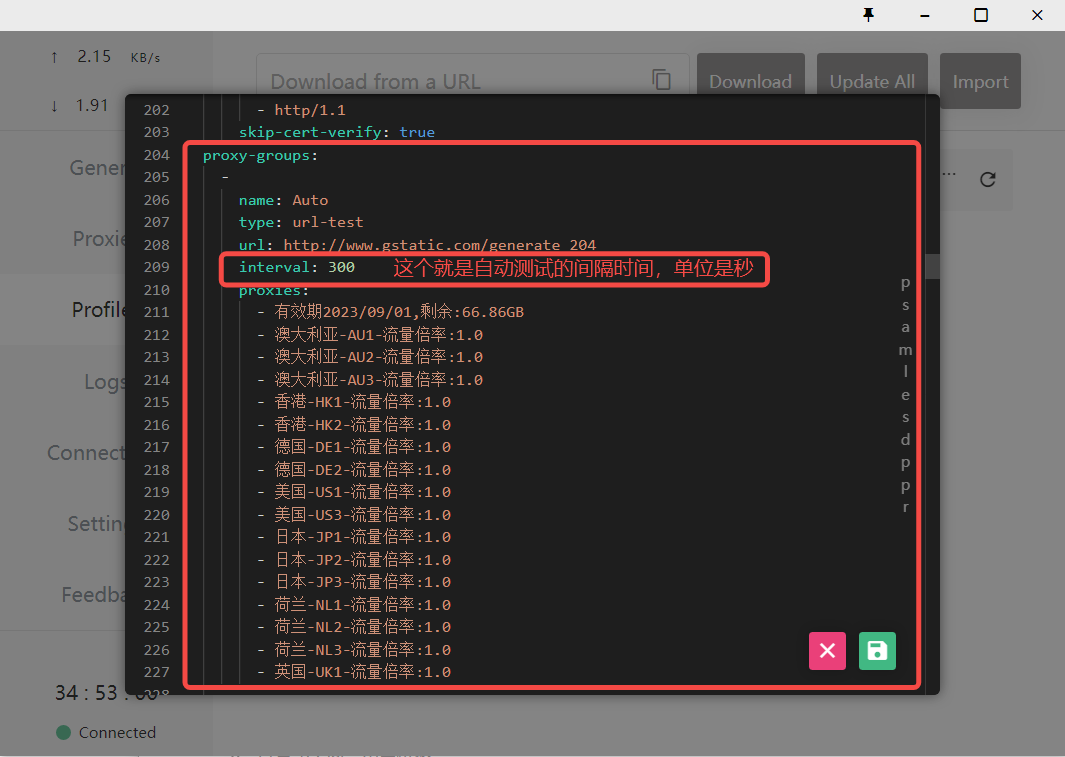 ↑ 2.15 KB/s
↓ 1.91
Download from a URL
Download
Update All
Import
Gener
Proxie
Profile
Logs
Connect
Settin
Feedba
34 : 53 :
Connected
202 - http/1.1
203 skip-cert-verify: true
204 proxy-groups:
205 -
206 name: Auto
207 type: url-test
208 url: http://www.gstatic.com/generate_204
209 interval: 300 这个就是自动测试的间隔时间，单位是秒
210 proxies:
211 - 有效期2023/09/01,剩余:66.86GB
212 - 澳大利亚-AU1-流量倍率:1.0
213 - 澳大利亚-AU2-流量倍率:1.0
214 - 澳大利亚-AU3-流量倍率:1.0
215 - 香港-HK1-流量倍率:1.0
216 - 香港-HK2-流量倍率:1.0
217 - 德国-DE1-流量倍率:1.0
218 - 德国-DE2-流量倍率:1.0
219 - 美国-US1-流量倍率:1.0
220 - 美国-US3-流量倍率:1.0
221 - 日本-JP1-流量倍率:1.0
222 - 日本-JP2-流量倍率:1.0
223 - 日本-JP3-流量倍率:1.0
224 - 荷兰-NL1-流量倍率:1.0
225 - 荷兰-NL2-流量倍率:1.0
226 - 荷兰-NL3-流量倍率:1.0
227 - 英国-UK1-流量倍率:1.0
228
...
p
s
a
m
l
e
s
d
p
p
r